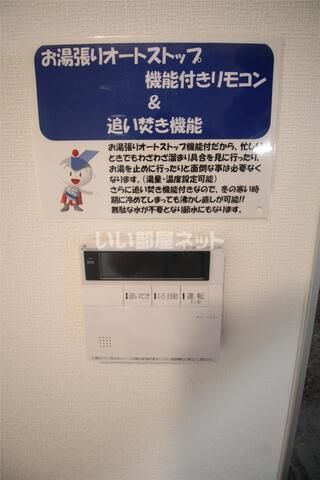 お湯張りオートストップ
機能付きリモコン
&
追い焚き機能
お湯張りオートストップ機能付だから、忙しい
ときでもわざわざ溜まり具合を見に行ったり、
お湯を止めに行ったりと面倒な事は必要なく
なります。(湯量・温度設定可能)
さらに追い焚き機能付きなので、冬の寒い時
期に冷めてしまっても沸かし直しが可能!!
無駄な水が不要となり節水にもなります。
いい部屋ネット
追いだき
ふろ自動
運転